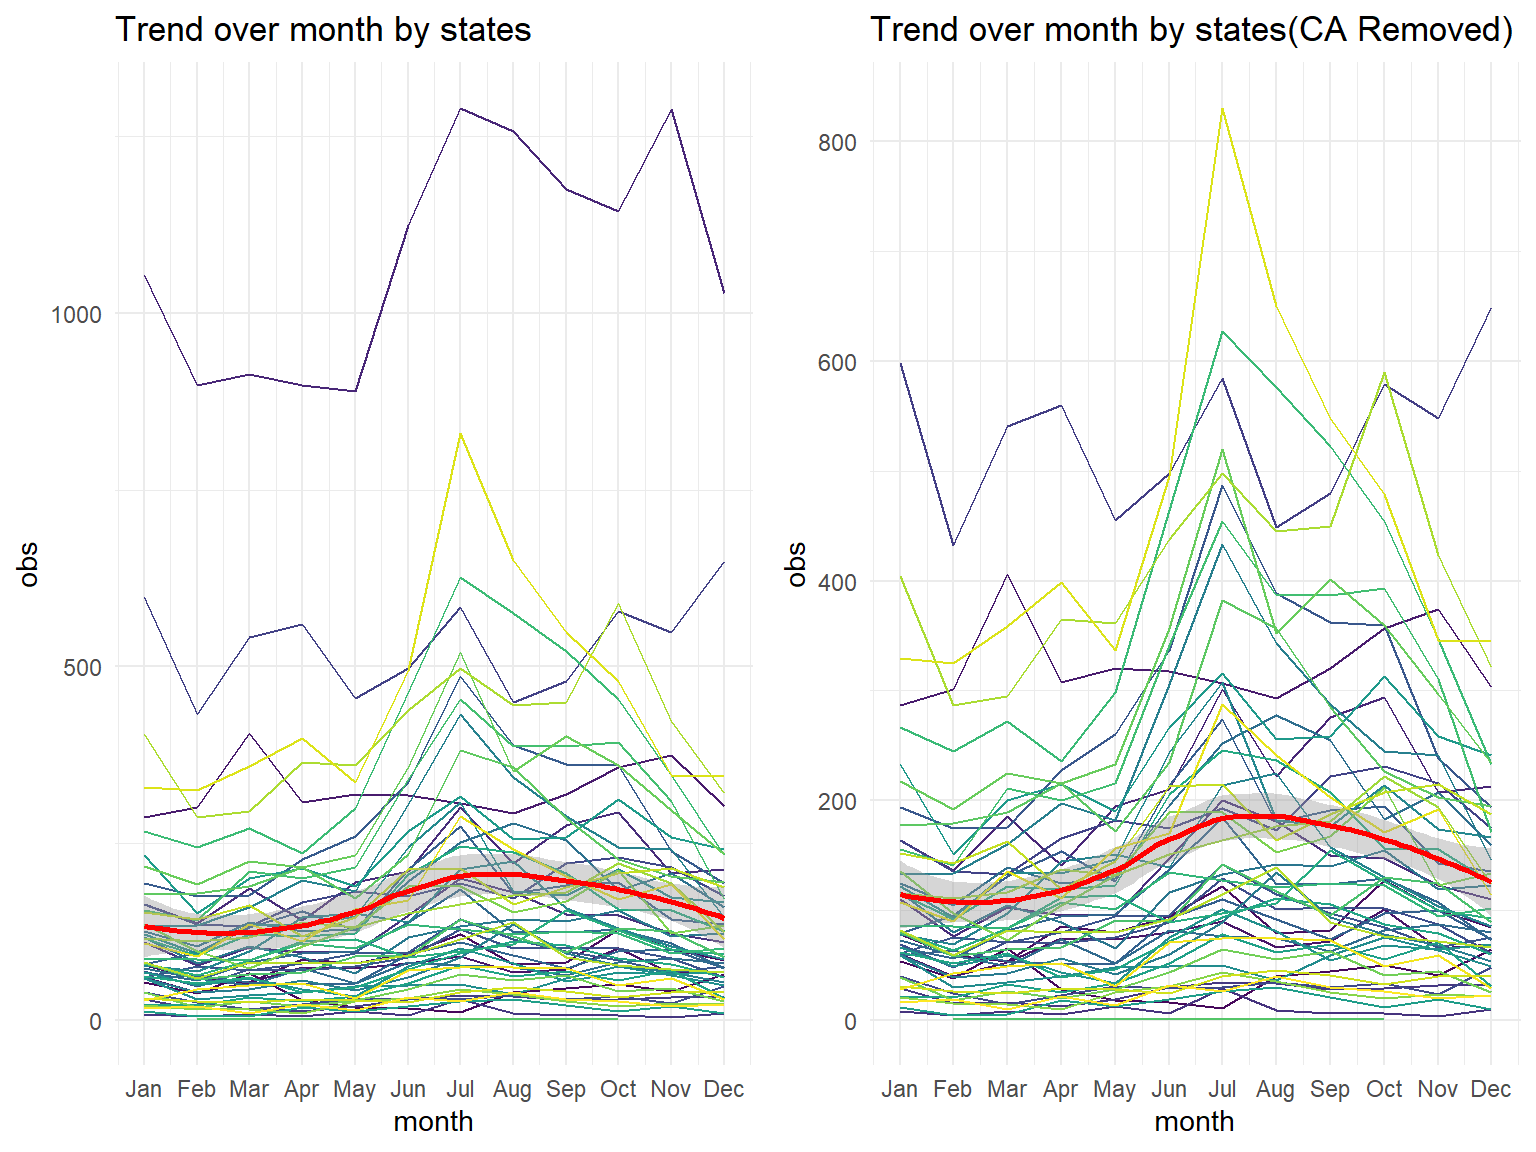 Trend over month by states
obs
1000
500
0
Jan Feb Mar Apr May Jun Jul Aug Sep Oct Nov Dec
month
Trend over month by states(CA Removed)
obs
800
600
400
200
0
Jan Feb Mar Apr May Jun Jul Aug Sep Oct Nov Dec
month